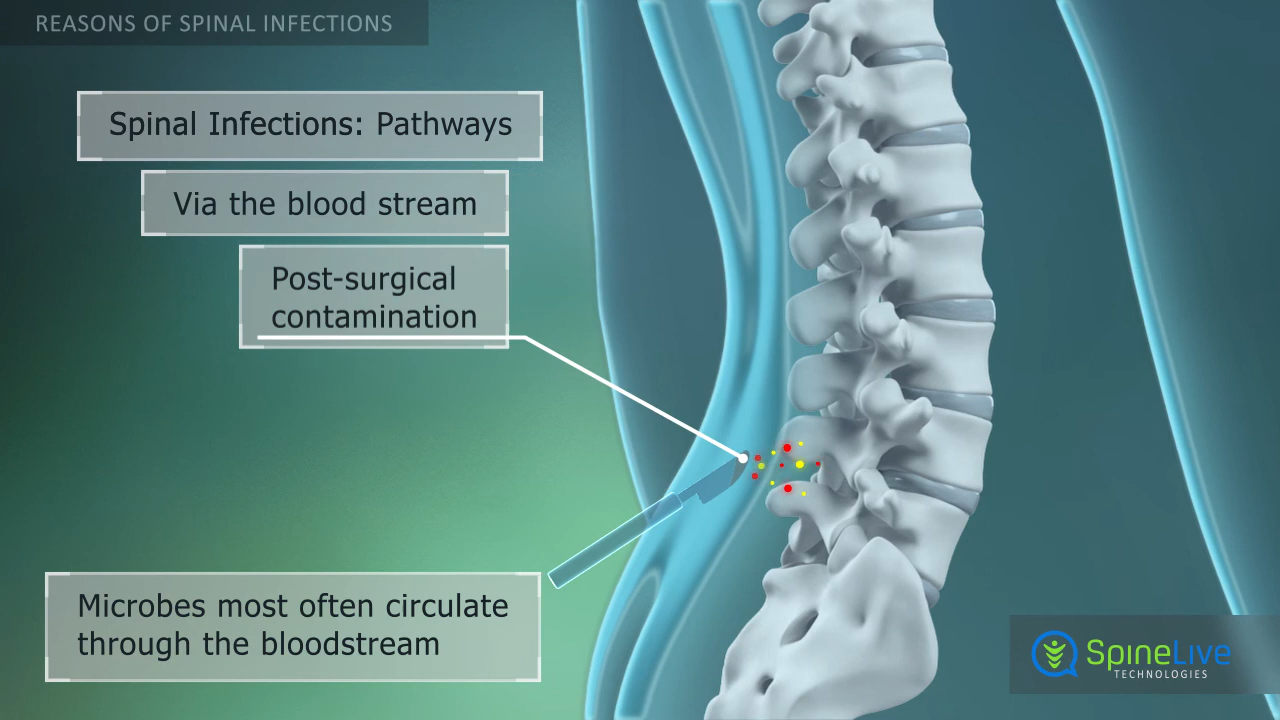 REASONS OF SPINAL INFECTIONS
Spinal Infections: Pathways
Via the blood stream
Post-surgical
contamination
Microbes most often circulate
through the bloodstream
SpineLive
TECHNOLOGIES